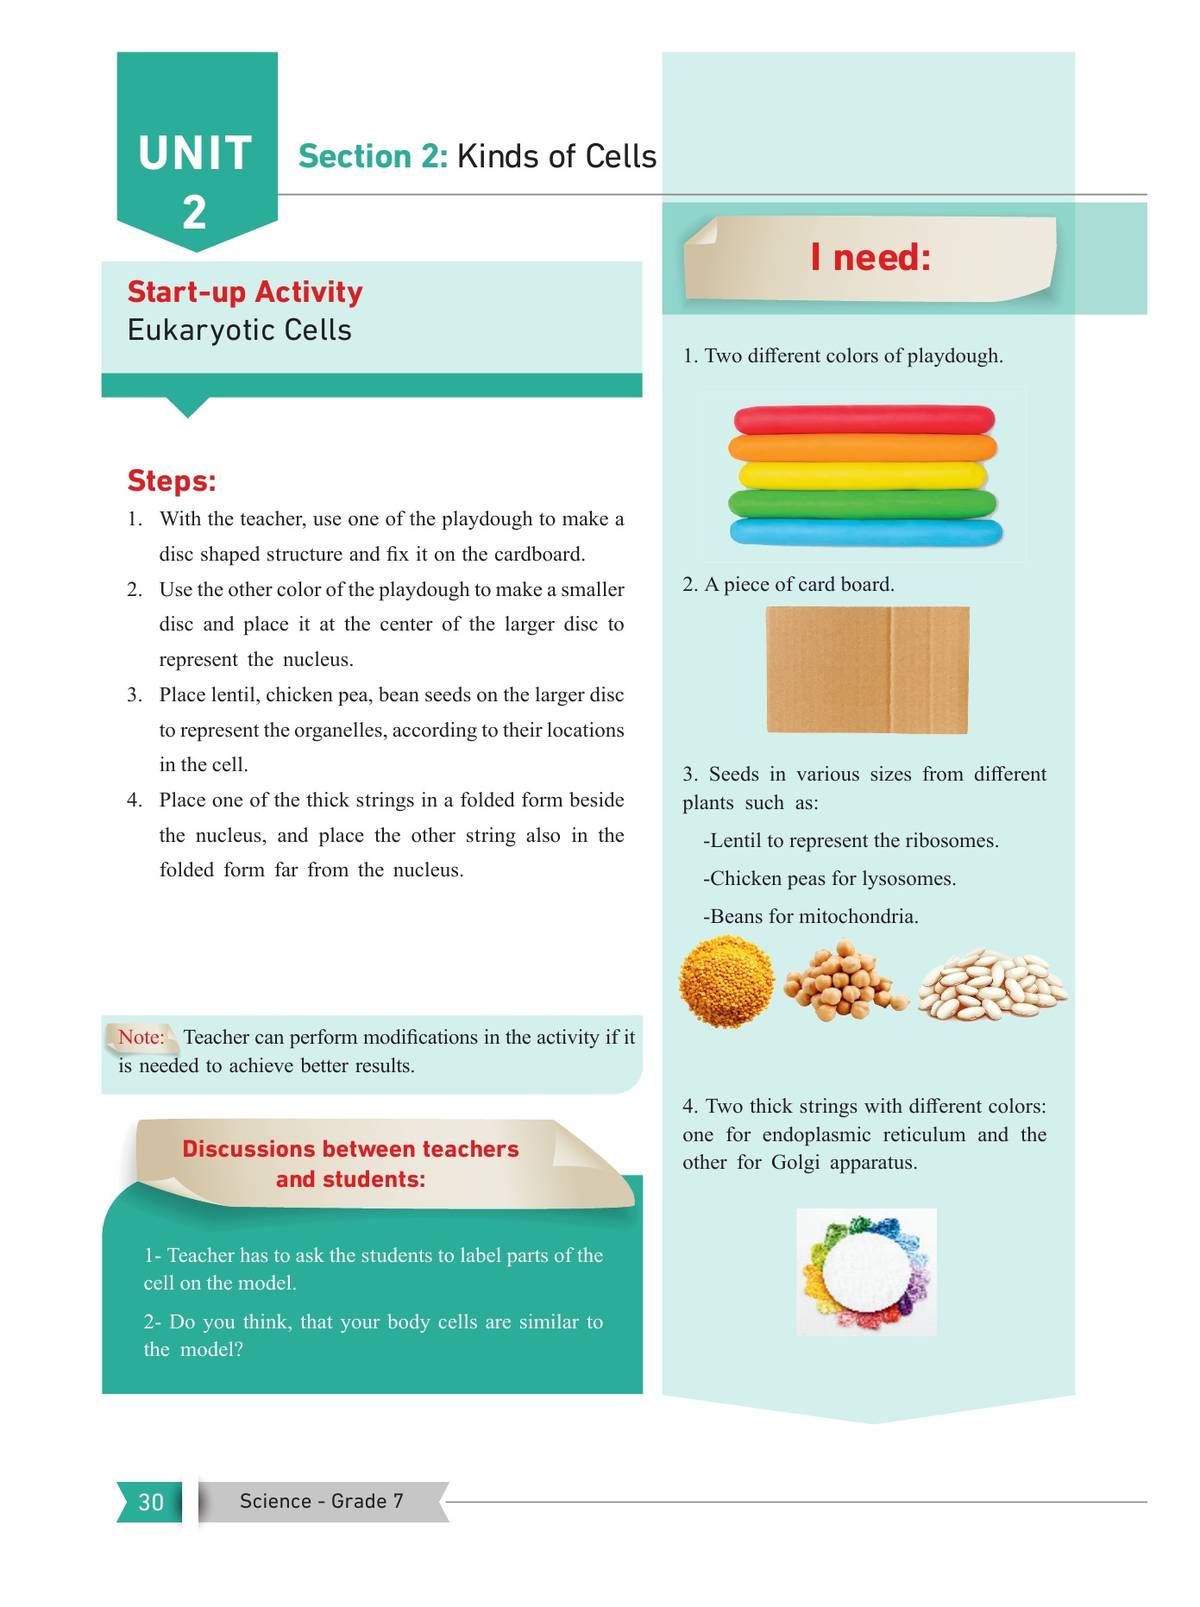 UNIT
2
Section 2: Kinds of Cells
Start-up Activity
Eukaryotic Cells
Steps:
1. With the teacher, use one of the playdough to make a
disc shaped structure and fix it on the cardboard.
2. Use the other color of the playdough to make a smaller
disc and place it at the center of the larger disc to
represent the nucleus.
3. Place lentil, chicken pea, bean seeds on the larger disc
to represent the organelles, according to their locations
in the cell.
4. Place one of the thick strings in a folded form beside
the nucleus, and place the other string also in the
folded form far from the nucleus.
Note: Teacher can perform modifications in the activity if it
is needed to achieve better results.
Discussions between teachers
and students:
1- Teacher has to ask the students to label parts of the
cell on the model.
2- Do you think, that your body cells are similar to
the model?
I need:
1. Two different colors of playdough.
2. A piece of card board.
3. Seeds in various sizes from different
plants such as:
-Lentil to represent the ribosomes.
-Chicken peas for lysosomes.
-Beans for mitochondria.
4. Two thick strings with different colors:
one for endoplasmic reticulum and the
other for Golgi apparatus.
30
Science - Grade 7